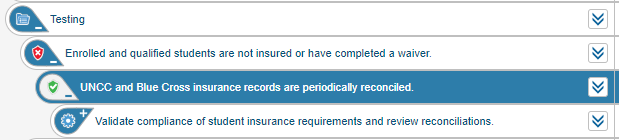 Testing
Enrolled and qualified students are not insured or have completed a waiver.
UNCC and Blue Cross insurance records are periodically reconciled.
Validate compliance of student insurance requirements and review reconciliations.